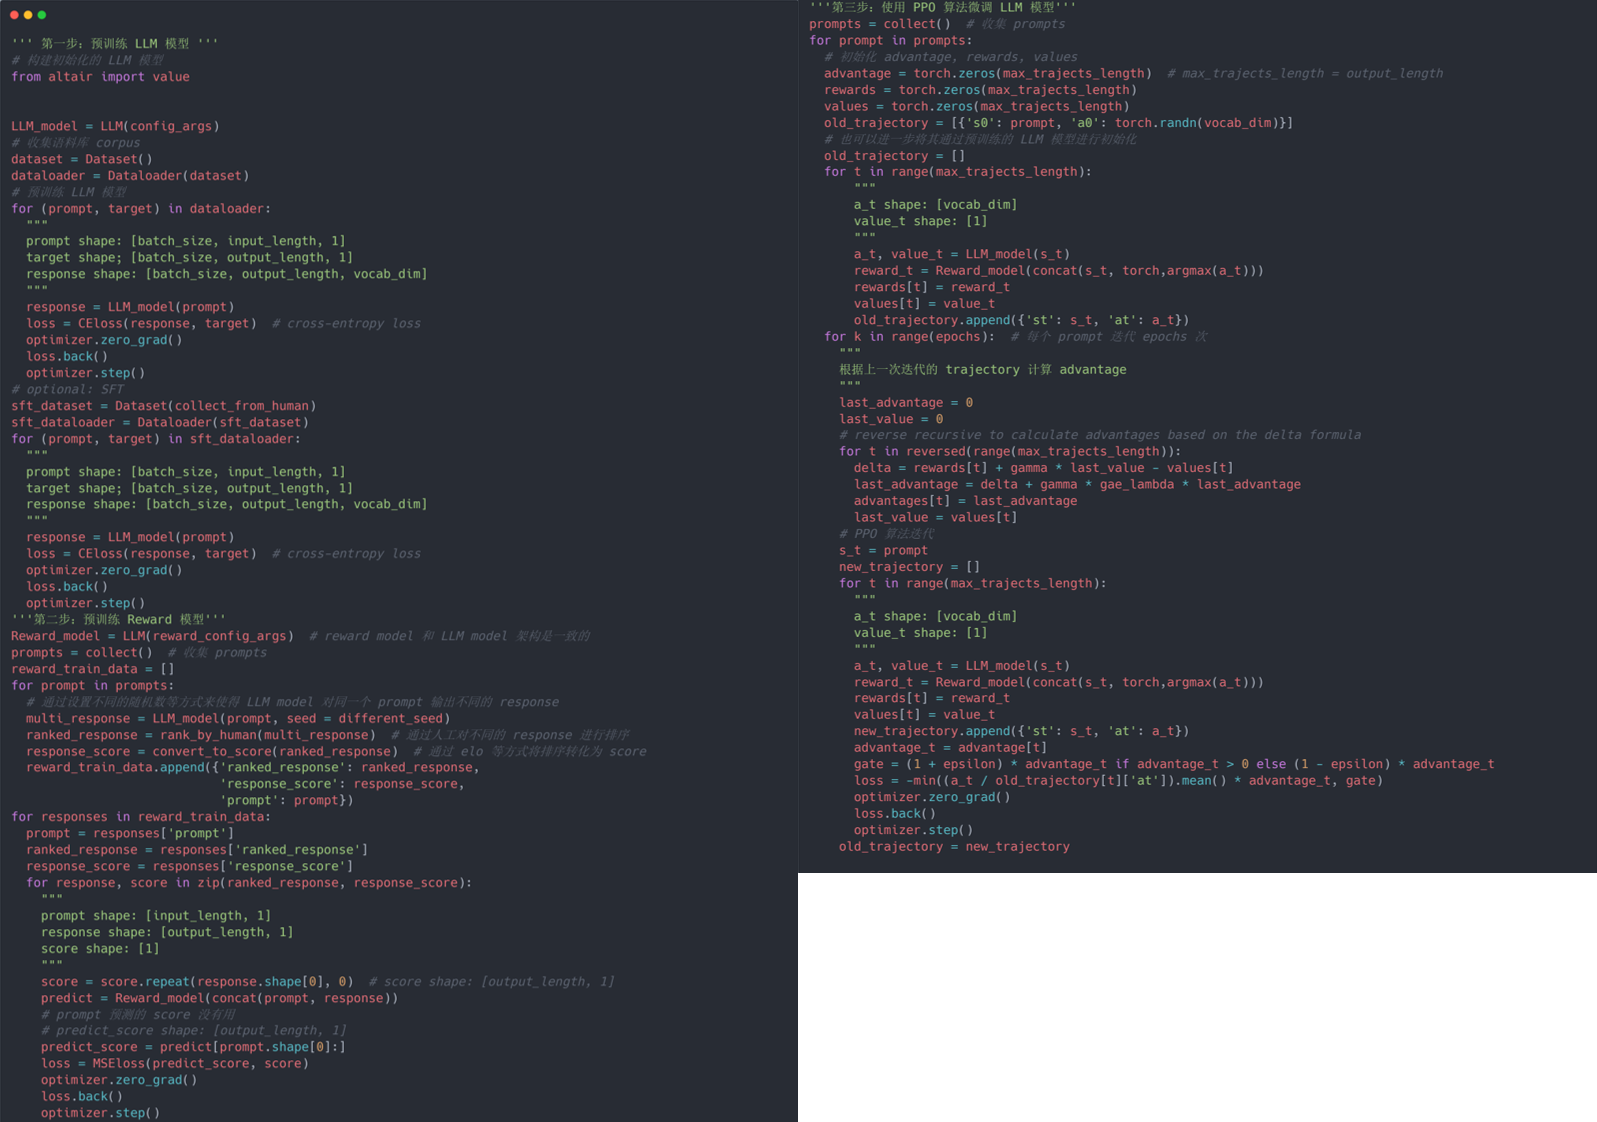 ''' 第一步: 预训练 LLM 模型 '''
# 构建初始化的 LLM 模型
from altair import value
LLM_model = LLM(config_args)
# 收集语料库 corpus
dataset = Dataset()
dataloader = Dataloader(dataset)
# 预训练 LLM 模型
for (prompt, target) in dataloader:
  """
  prompt shape: [batch_size, input_length, 1]
  target shape; [batch_size, output_length, 1]
  response shape: [batch_size, output_length, vocab_dim]
  """
  response = LLM_model(prompt)
  loss = CEloss(response, target)  # cross-entropy loss
  optimizer.zero_grad()
  loss.back()
  optimizer.step()
# optional: SFT
sft_dataset = Dataset(collect_from_human)
sft_dataloader = Dataloader(sft_dataset)
for (prompt, target) in sft_dataloader:
  """
  prompt shape: [batch_size, input_length, 1]
  target shape; [batch_size, output_length, 1]
  response shape: [batch_size, output_length, vocab_dim]
  """
  response = LLM_model(prompt)
  loss = CEloss(response, target)  # cross-entropy loss
  optimizer.zero_grad()
  loss.back()
  optimizer.step()
'''第二步: 预训练 Reward 模型'''
Reward_model = LLM(reward_config_args)  # reward model 和 LLM model 架构是一致的
prompts = collect()  # 收集 prompts
reward_train_data = []
for prompt in prompts:
  # 通过设置不同的随机数等方式来使得 LLM model 对同一个 prompt 输出不同的 response
  multi_response = LLM_model(prompt, seed = different_seed)
  ranked_response = rank_by_human(multi_response)  # 通过人工对不同的 response 进行排序
  response_score = convert_to_score(ranked_response)  # 通过 elo 等方式将排序转化为 score
  reward_train_data.append({'ranked_response': ranked_response,
                            'response_score': response_score,
                            'prompt': prompt})
for responses in reward_train_data:
  prompt = responses['prompt']
  ranked_response = responses['ranked_response']
  response_score = responses['response_score']
  for response, score in zip(ranked_response, response_score):
    """
    prompt shape: [input_length, 1]
    response shape: [output_length, 1]
    score shape: [1]
    """
    score = score.repeat(response.shape[0], 0)  # score shape: [output_length, 1]
    predict = Reward_model(concat(prompt, response))
    # prompt 预测的 score 没有用
    # predict_score shape: [output_length, 1]
    predict_score = predict[prompt.shape[0]:]
    loss = MSEloss(predict_score, score)
    optimizer.zero_grad()
    loss.back()
    optimizer.step()
'''第三步: 使用 PPO 算法微调 LLM 模型'''
prompts = collect()  # 收集 prompts
for prompt in prompts:
  # 初始化 advantage, rewards, values
  advantage = torch.zeros(max_trajects_length)  # max_trajects_length = output_length
  rewards = torch.zeros(max_trajects_length)
  values = torch.zeros(max_trajects_length)
  old_trajectory = [{'s0': prompt, 'a0': torch.randn(vocab_dim)}]
  # 也可以进一步将其通过预训练的 LLM 模型进行初始化
  old_trajectory = []
  for t in range(max_trajects_length):
      """
      a_t shape: [vocab_dim]
      value_t shape: [1]
      """
      a_t, value_t = LLM_model(s_t)
      reward_t = Reward_model(concat(s_t, torch,argmax(a_t)))
      rewards[t] = reward_t
      values[t] = value_t
      old_trajectory.append({'st': s_t, 'at': a_t})
  for k in range(epochs):  # 每个 prompt 迭代 epochs 次
    """
    根据上一次迭代的 trajectory 计算 advantage
    """
    last_advantage = 0
    last_value = 0
    # reverse recursive to calculate advantages based on the delta formula
    for t in reversed(range(max_trajects_length)):
      delta = rewards[t] + gamma * last_value - values[t]
      last_advantage = delta + gamma * gae_lambda * last_advantage
      advantages[t] = last_advantage
      last_value = values[t]
    # PPO 算法迭代
    s_t = prompt
    new_trajectory = []
    for t in range(max_trajects_length):
      """
      a_t shape: [vocab_dim]
      value_t shape: [1]
      """
      a_t, value_t = LLM_model(s_t)
      reward_t = Reward_model(concat(s_t, torch,argmax(a_t)))
      rewards[t] = reward_t
      values[t] = value_t
      new_trajectory.append({'st': s_t, 'at': a_t})
      advantage_t = advantage[t]
      gate = (1 + epsilon) * advantage_t if advantage_t > 0 else (1 - epsilon) * advantage_t
      loss = -min((a_t / old_trajectory[t]['at']).mean() * advantage_t, gate)
      optimizer.zero_grad()
      loss.back()
      optimizer.step()
    old_trajectory = new_trajectory